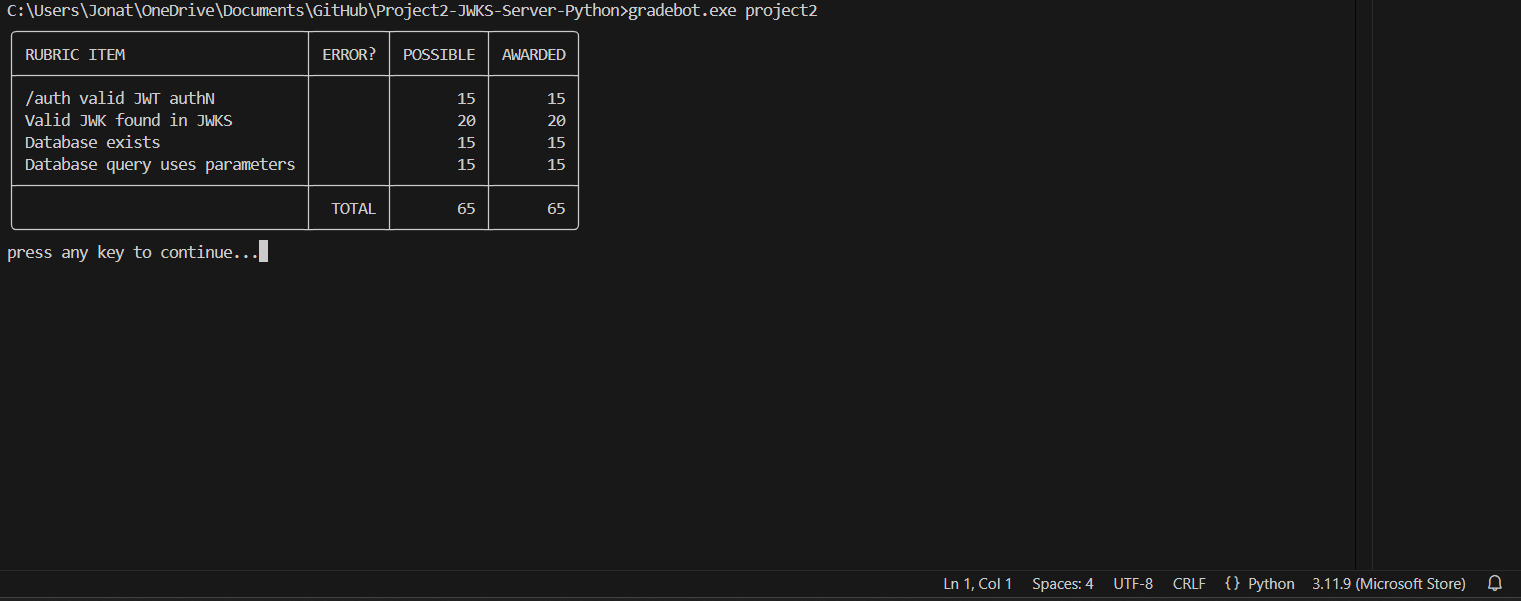 C:\Users\Jonat\OneDrive\Documents\GitHub\Project2-JWKS-Server-Python>gradebot.exe project2
RUBRIC ITEM ERROR? POSSIBLE AWARDED
/auth valid JWT authN 15 15
Valid JWK found in JWKS 20 20
Database exists 15 15
Database query uses parameters 15 15
TOTAL 65 65
press any key to continue...
Ln 1, Col 1 Spaces: 4 UTF-8 CRLF {} Python 3.11.9 (Microsoft Store)